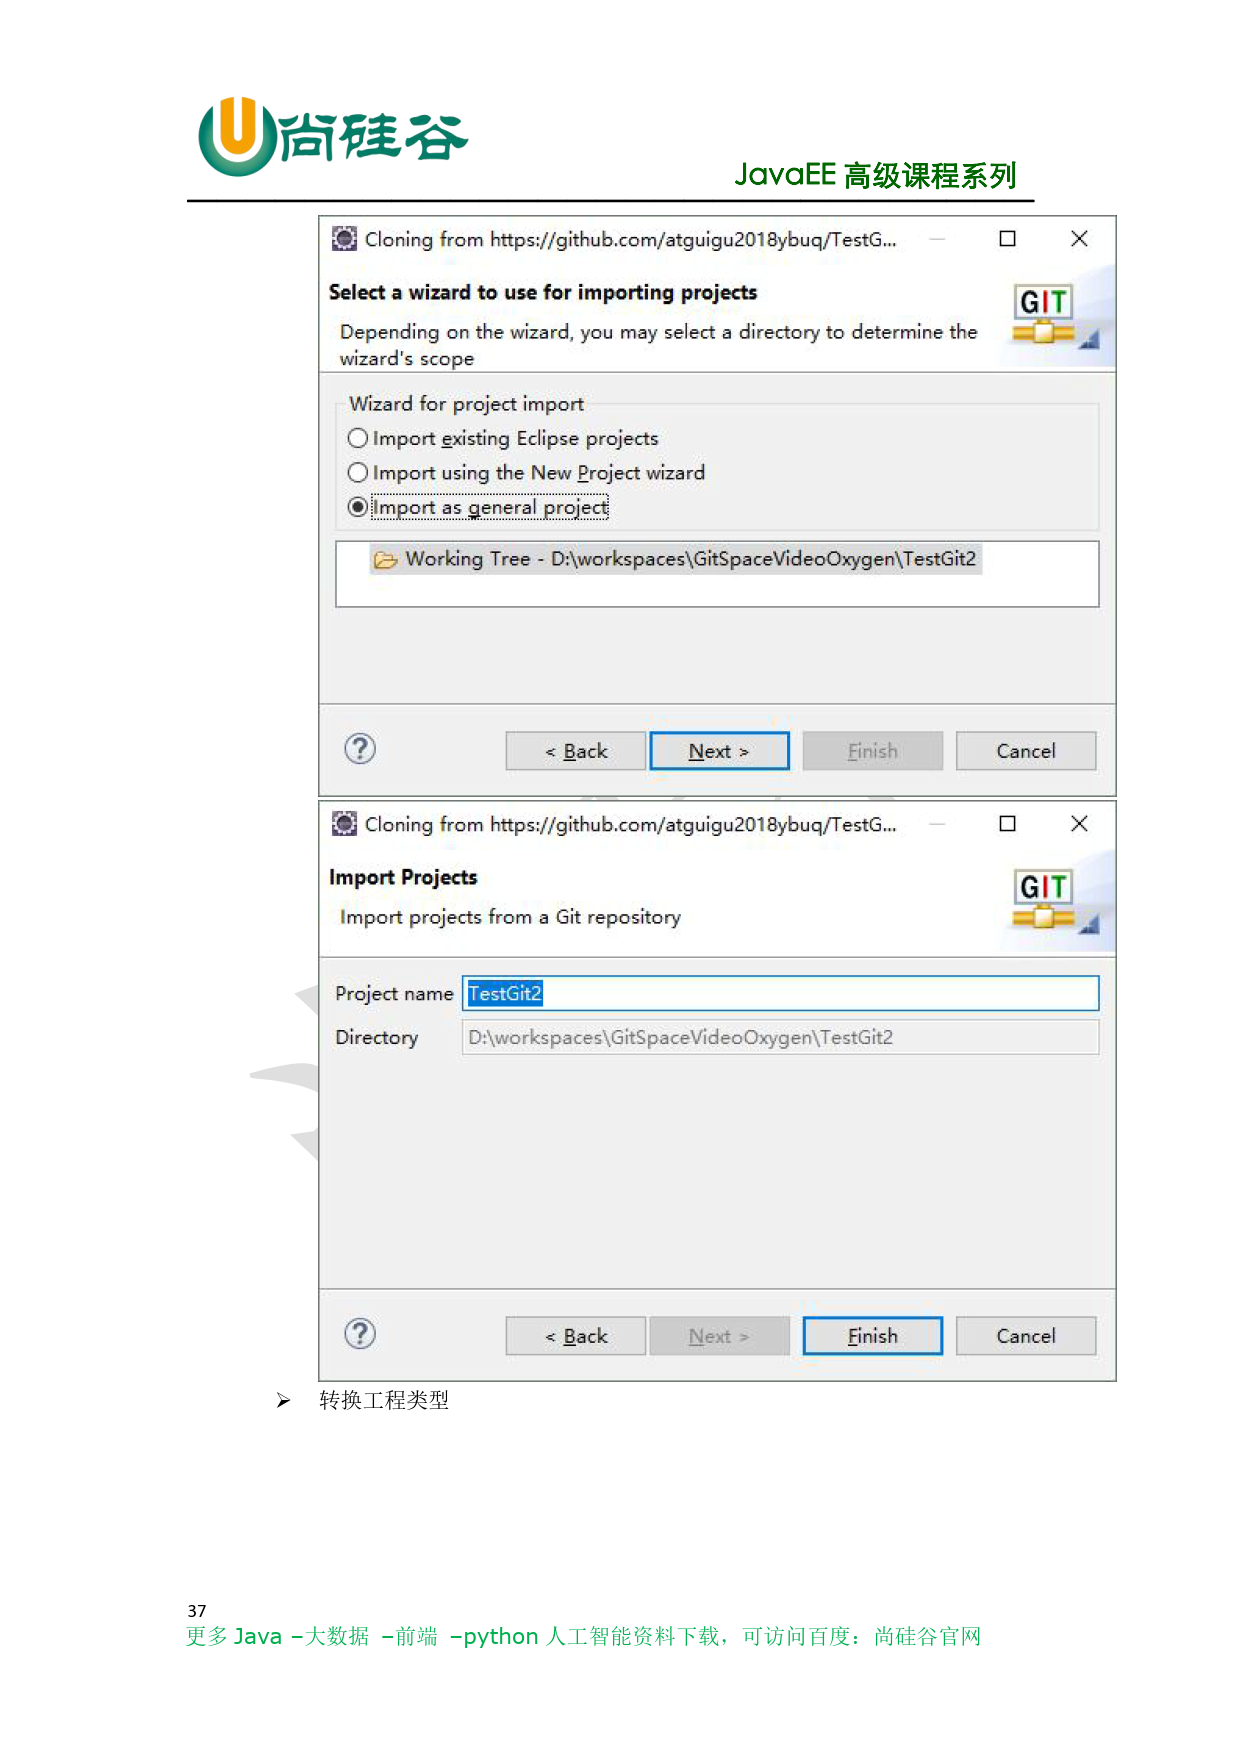 尚硅谷
JavaEE 高级课程系列
Cloning from https://github.com/atguigu2018ybuq/TestG...
Select a wizard to use for importing projects
Depending on the wizard, you may select a directory to determine the
wizard's scope
GIT
Wizard for project import
Import existing Eclipse projects
Import using the New Project wizard
Import as general project
Working Tree - D:\workspaces\GitSpaceVideoOxygen\TestGit2
< Back Next > Finish Cancel
Cloning from https://github.com/atguigu2018ybuq/TestG...
Import Projects
Import projects from a Git repository
GIT
Project name TestGit2
Directory D:\workspaces\GitSpaceVideoOxygen\TestGit2
< Back Next > Finish Cancel
➢ 转换工程类型
37
更多 Java –大数据 –前端 –python 人工智能资料下载，可访问百度：尚硅谷官网